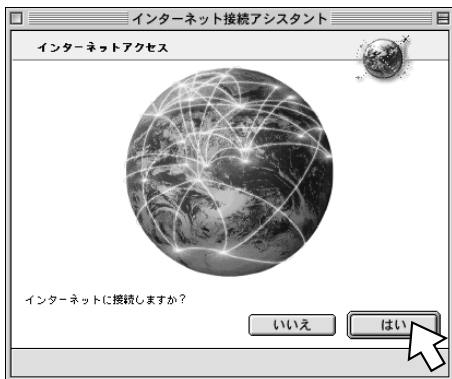 インターネット接続アシスタント
インターネットアクセス
インターネットに接続しますか？
いいえ はい